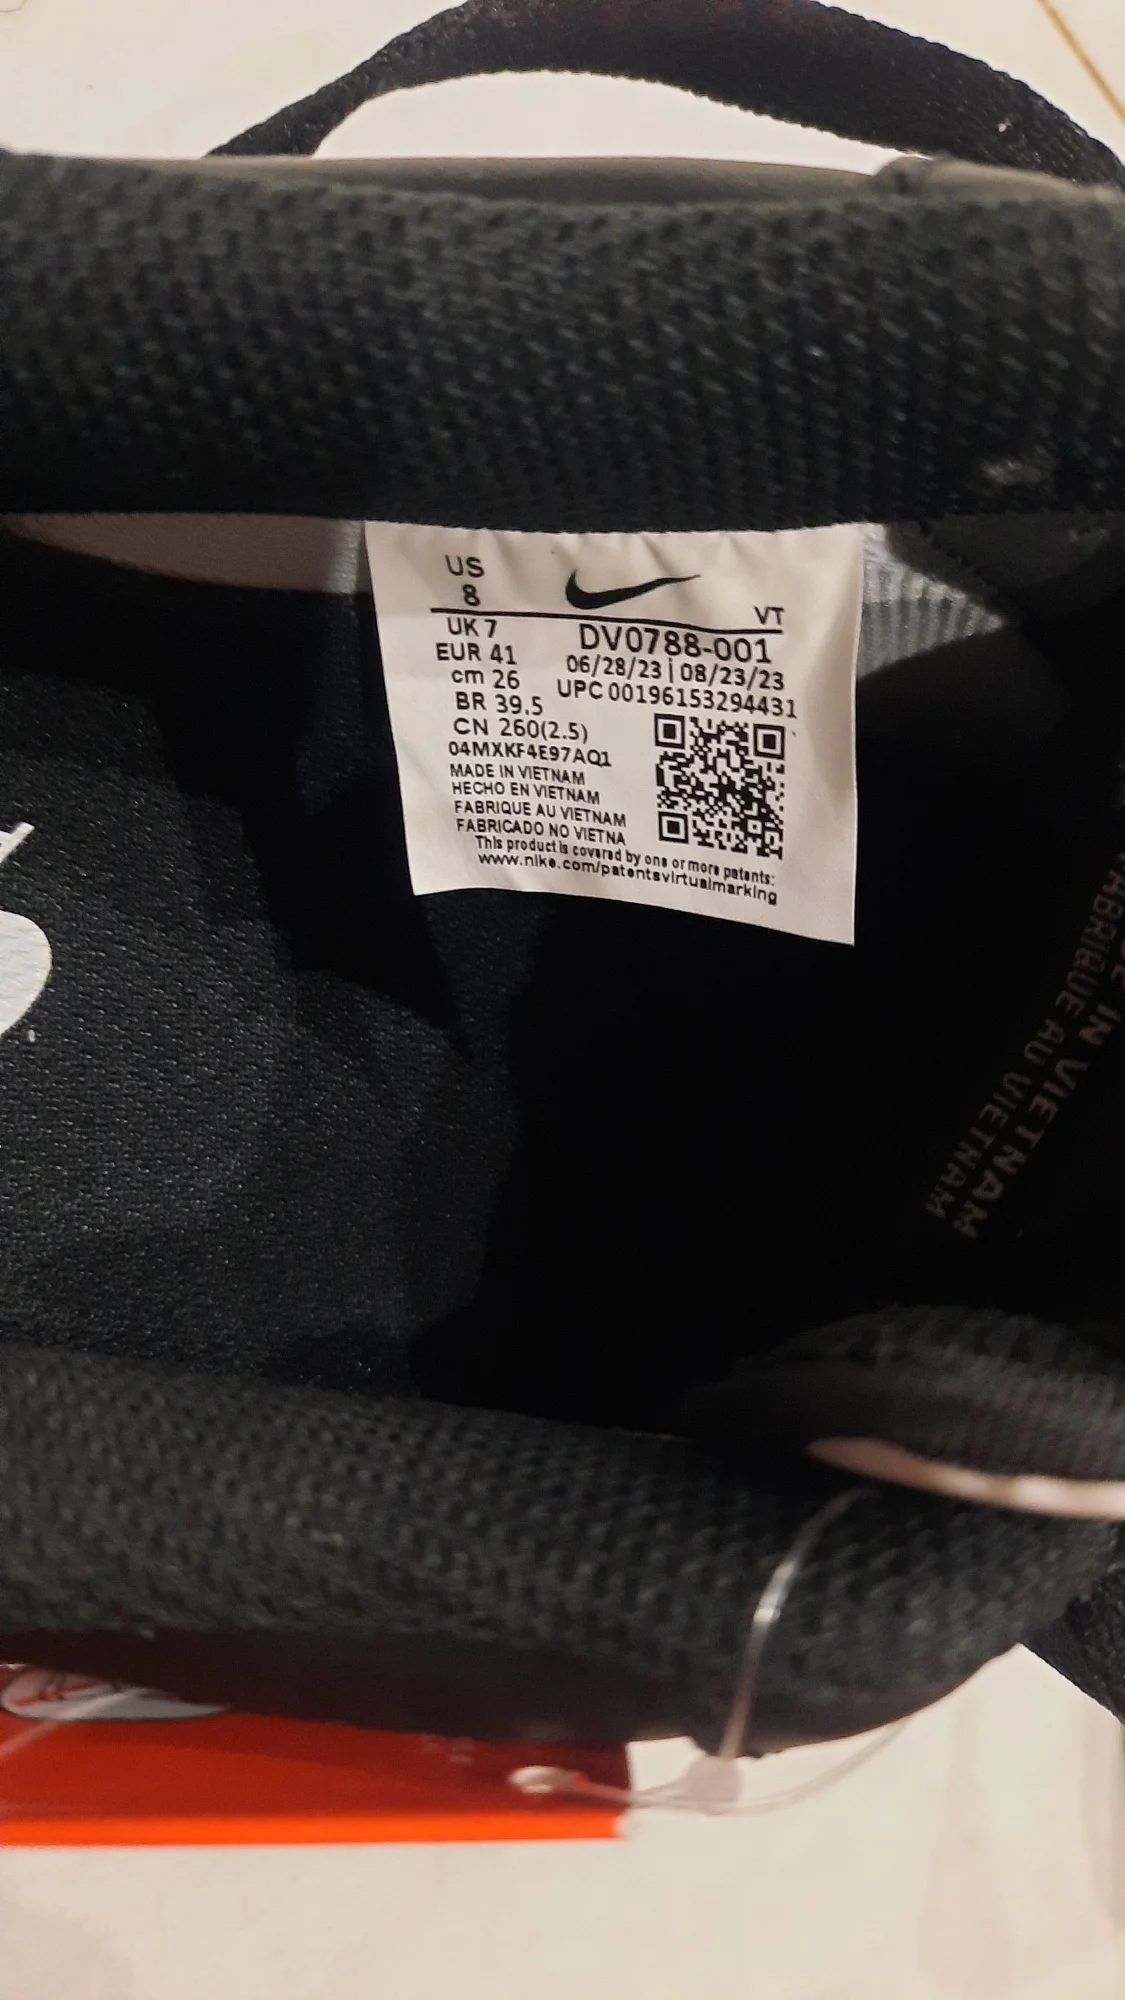 US
8
VT
UK 7
DV0788-001
EUR 41
06/28/23 | 08/23/23
cm 26
UPC 00196153294431
BR 39.5
CN 260(2.5)
04MXKF4E97AQ1
MADE IN VIETNAM
HECHO EN VIETNAM
FABRIQUE AU VIETNAM
FABRICADO NO VIETNA
This product is covered by one or more patents:
www.nike.com/patentsvirtualmarking
IN VIETNAM
FABRIQUE AU VIETNAM